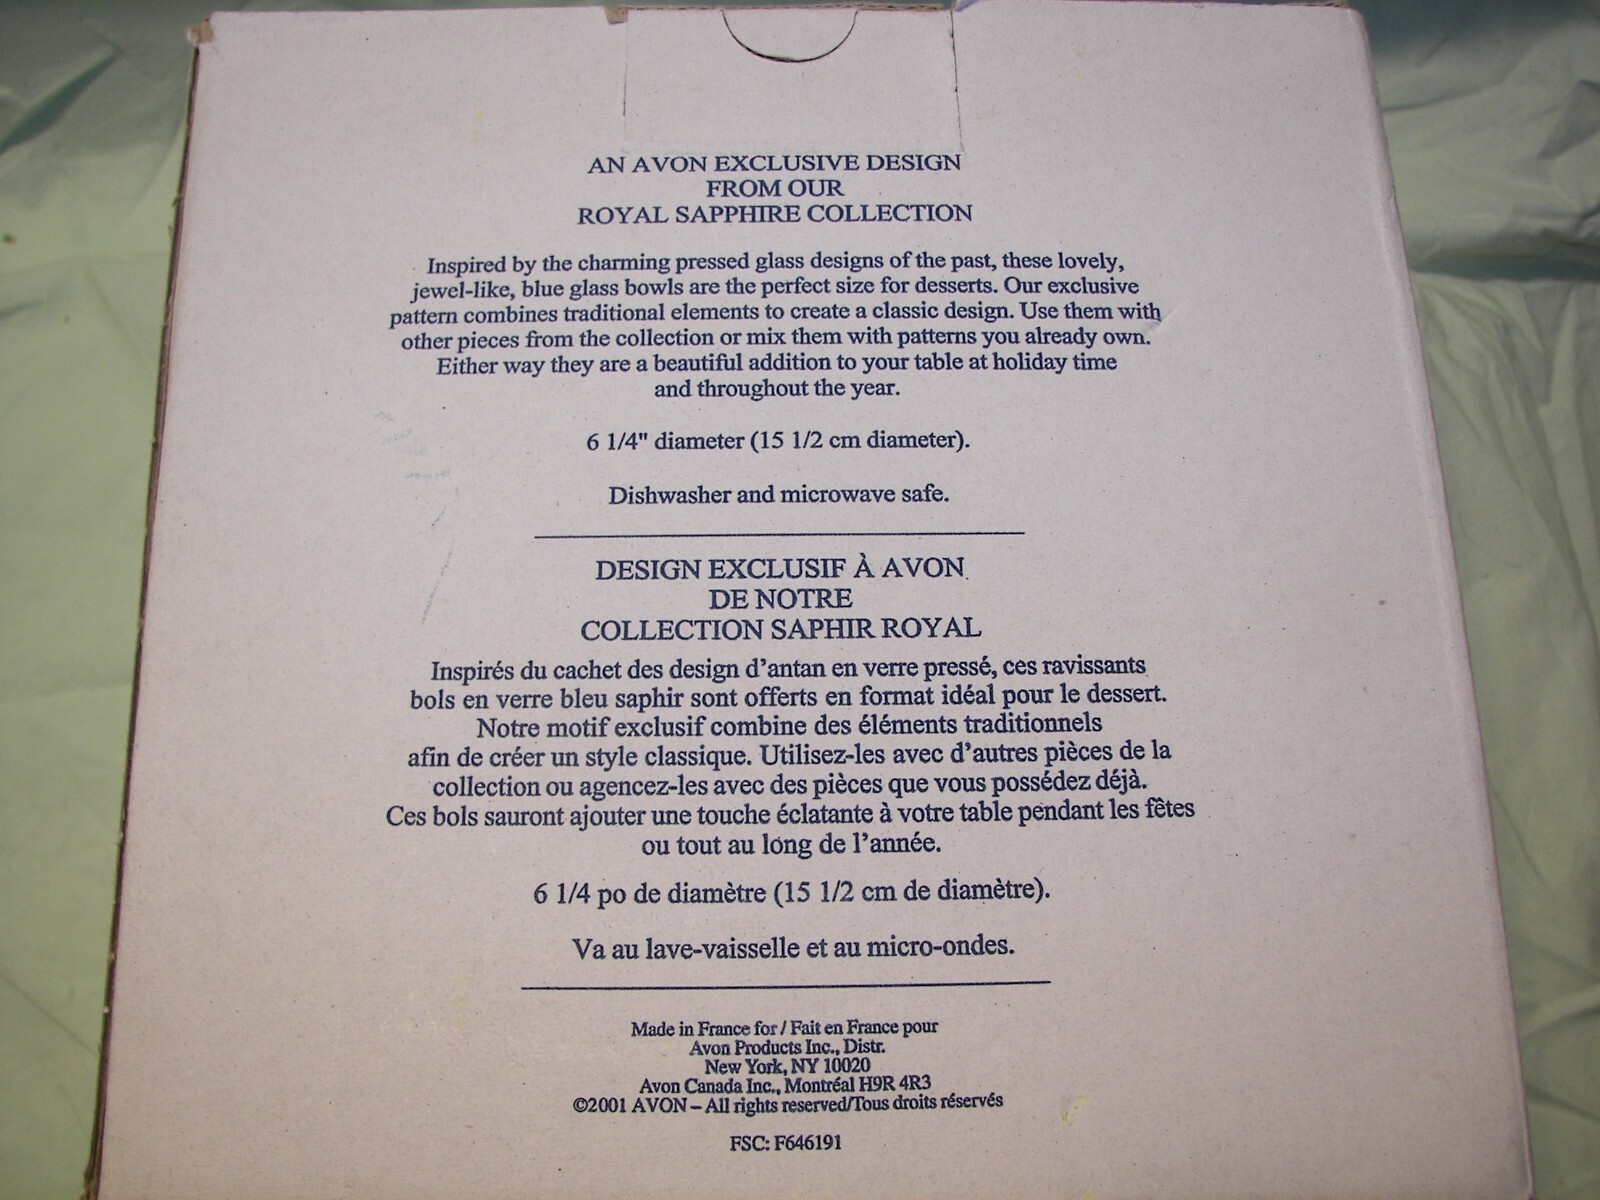 AN AVON EXCLUSIVE DESIGN
FROM OUR
ROYAL SAPPHIRE COLLECTION
Inspired by the charming pressed glass designs of the past, these lovely,
jewel-like, blue glass bowls are the perfect size for desserts. Our exclusive
pattern combines traditional elements to create a classic design. Use them with
other pieces from the collection or mix them with patterns you already own.
Either way they are a beautiful addition to your table at holiday time
and throughout the year.
6 1/4" diameter (15 1/2 cm diameter).
Dishwasher and microwave safe.
DESIGN EXCLUSIF À AVON
DE NOTRE
COLLECTION SAPHIR ROYAL
Inspirés du cachet des design d'antan en verre pressé, ces ravissants
bols en verre bleu saphir sont offerts en format idéal pour le dessert.
Notre motif exclusif combine des éléments traditionnels
afin de créer un style classique. Utilisez-les avec d'autres pièces de la
collection ou agencez-les avec des pièces que vous possédez déjà.
Ces bols sauront ajouter une touche éclatante à votre table pendant les fêtes
ou tout au long de l'année.
6 1/4 po de diamètre (15 1/2 cm de diamètre).
Va au lave-vaisselle et au micro-ondes.
Made in France for / Fait en France pour
Avon Products Inc., Distr.
New York, NY 10020
Avon Canada Inc., Montréal H9R 4R3
©2001 AVON – All rights reserved/Tous droits réservés
FSC: F646191